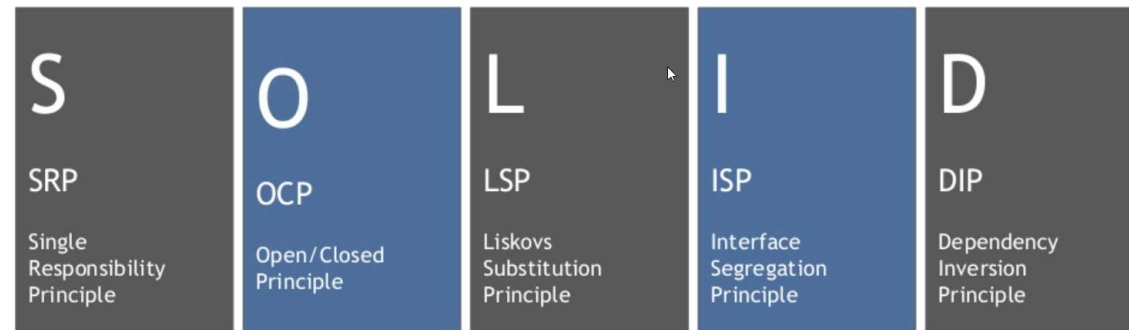 S
SRP
Single
Responsibility
Principle
O
OCP
Open/Closed
Principle
L
LSP
Liskovs
Substitution
Principle
I
ISP
Interface
Segregation
Principle
D
DIP
Dependency
Inversion
Principle